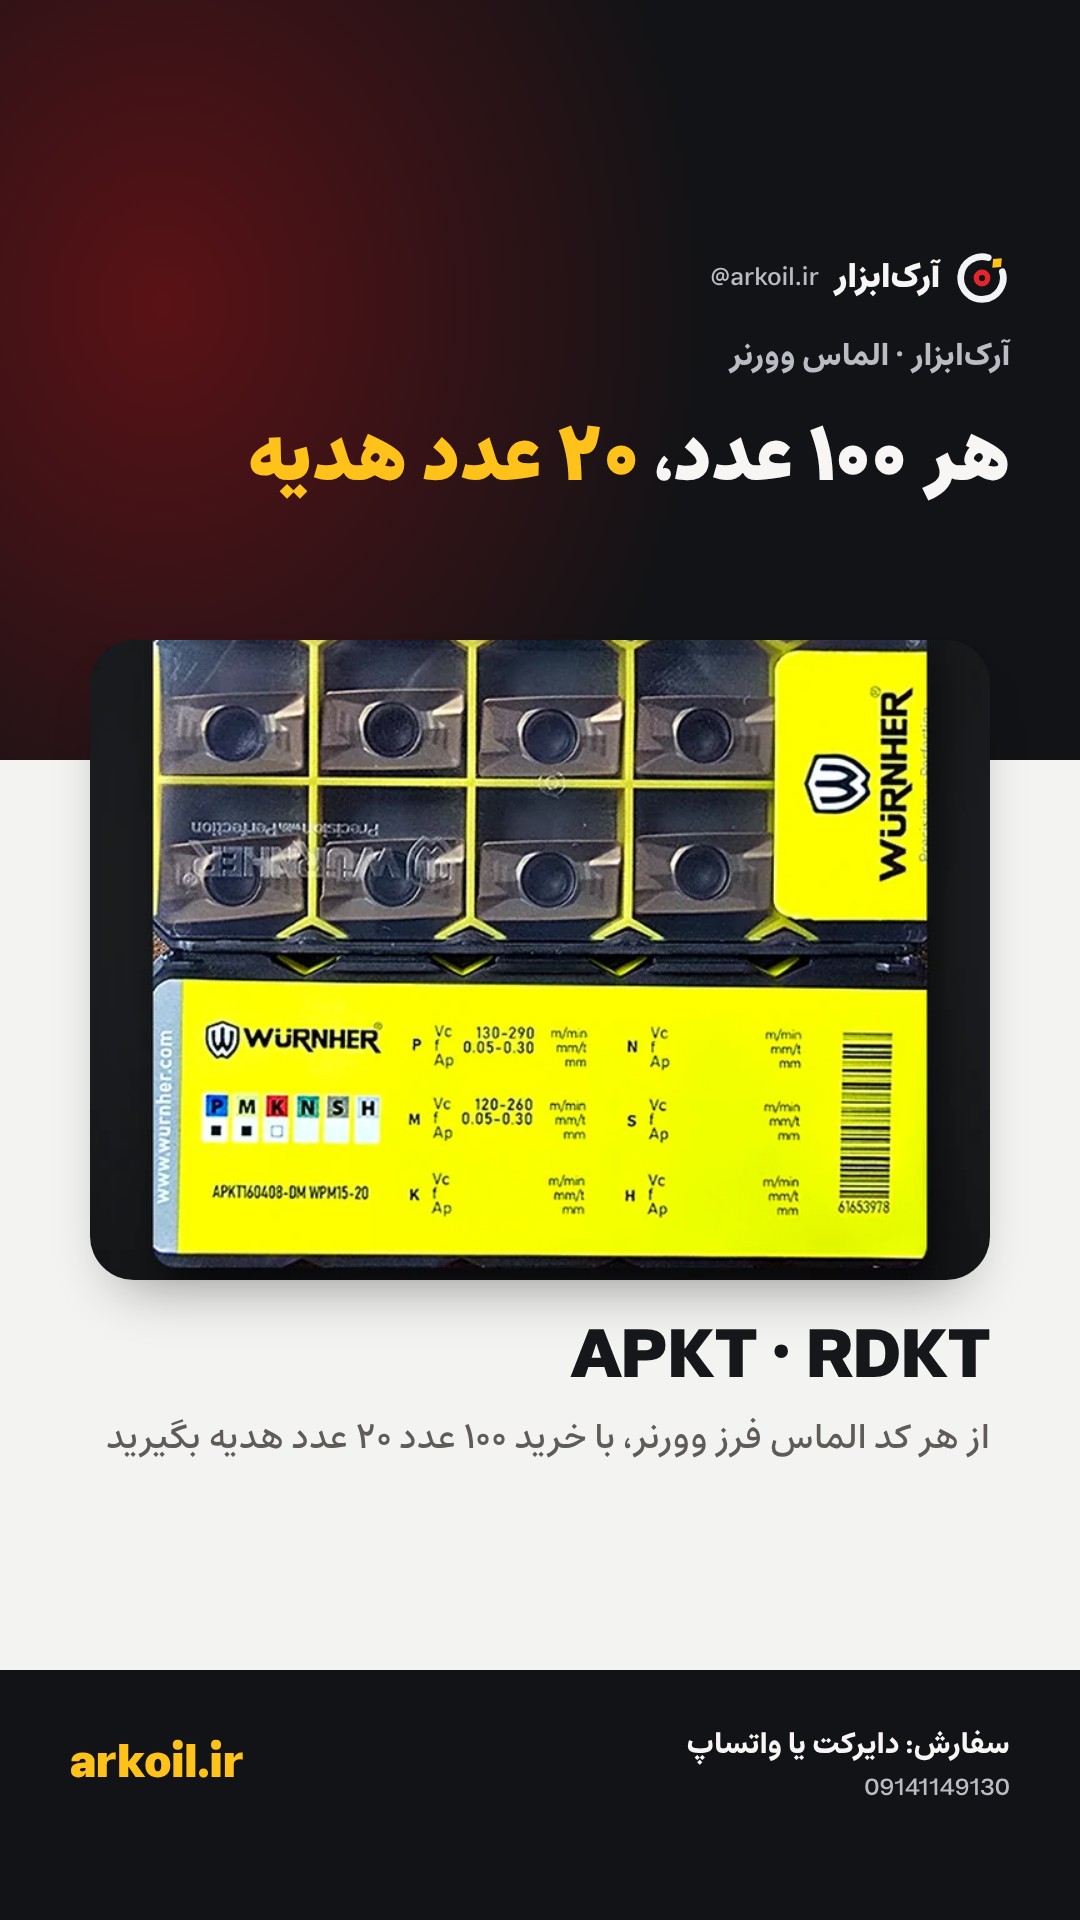 آرک‌ابزار @arkoil.ir
آرک‌ابزار · الماس وورنر
هر ۱۰۰ عدد، ۲۰ عدد هدیه
WÜRNHER®
Precision with Perfection
WÜRNHER
www.wurnher.com
WÜRNHER®
P M K N S H
APKT160408-DM WPM15-20
P Vc 130-290 m/min
f 0.05-0.30 mm/t
Ap mm
M Vc 120-260 m/min
f 0.05-0.30 mm/t
Ap mm
K Vc m/min
f mm/t
Ap mm
N Vc m/min
f mm/t
Ap mm
S Vc m/min
f mm/t
Ap mm
H Vc m/min
f mm/t
Ap mm
61653978
APKT · RDKT
از هر کد الماس فرز وورنر، با خرید ۱۰۰ عدد ۲۰ عدد هدیه بگیرید
سفارش: دایرکت یا واتساپ
09141149130
arkoil.ir